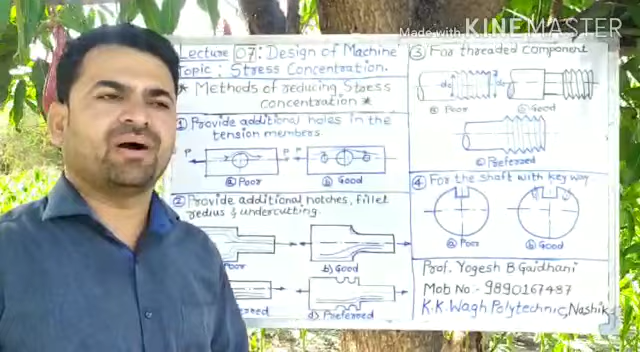 Made with KINEMASTER
Lecture 07: Design of Machine
Topic: Stress Concentration.
* Methods of reducing Stress
concentration *
① Provide additional holes in the
tension members
P P P
ⓐ Poor ⓑ Good
② Provide additional notches, fillet
redius & undercutting.
Poor b) Good
d) Preferred
③ For threaded component
ⓐ Poor ⓑ Good
ⓒ Preferred
④ For the shaft with key way
ⓐ Poor ⓑ Good
Prof. Yogesh B Gaidhani
Mob No:- 9890167487
K.K. Wagh Polytechnic, Nashik